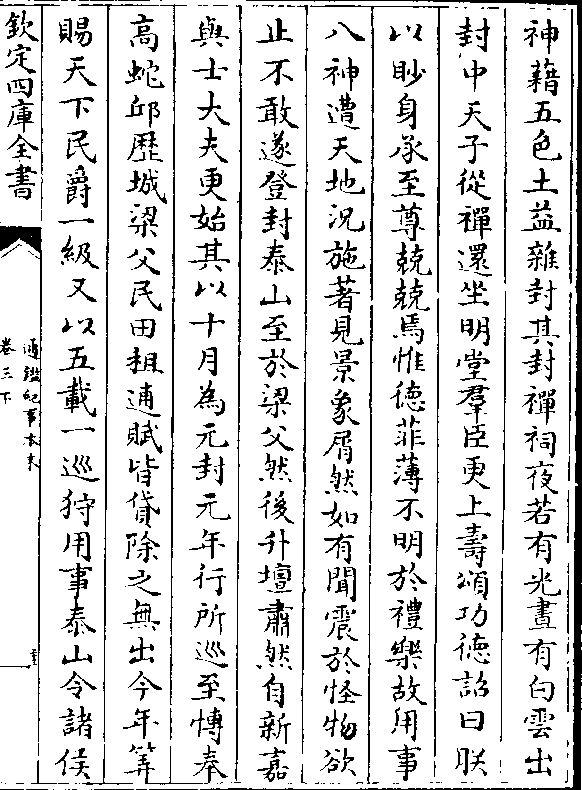 神藉五色土益雜封其封禪祠夜若有光晝有白雲出
封中天子從禪還坐明堂羣臣更上壽頌功德詔曰朕
以眇身承至尊兢兢焉惟德菲薄不明於禮樂故用事
八神遭天地況施著見景象屑然如有聞震於怪物欲
止不敢遂登封泰山至於梁父然後升壇肅然自新嘉
與士大夫更始其以十月為元封元年行所巡至慱奉
高蛇邱歷城梁父民田租逋賦皆貸除之無出今年筭
賜天下民爵一級又以五載一巡狩用事泰山令諸侯
欽定四庫全書
通鑑紀事本末
卷三下